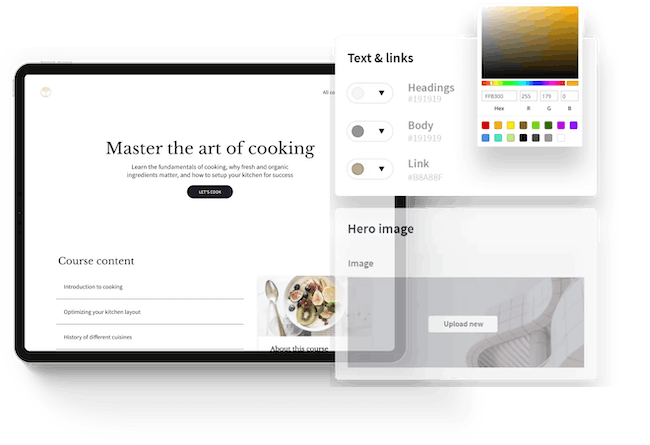 All co
Master the art of cooking
Learn the fundamentals of cooking, why fresh and organic
ingredients matter, and how to setup your kitchen for success
LET'S COOK
Course content
Introduction to cooking
Optimizing your kitchen layout
History of different cuisines
About this course
Text & links
Headings
#191919
Body
#191919
Link
#B8A88F
FFB300 255 179 0
Hex R G B
Hero image
Image
Upload new